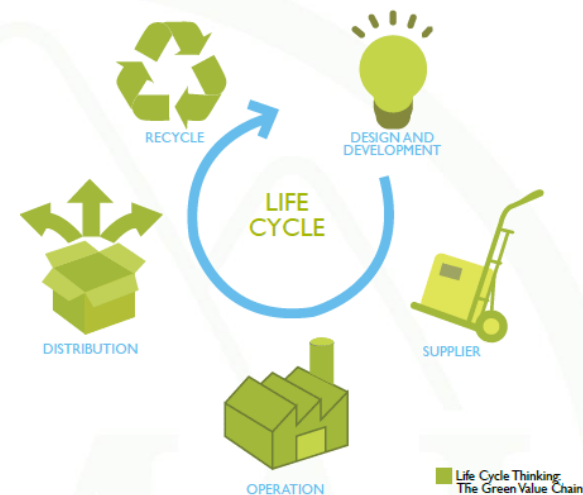 RECYCLE
DESIGN AND
DEVELOPMENT
LIFE
CYCLE
DISTRIBUTION
SUPPLIER
OPERATION
Life Cycle Thinking:
The Green Value Chain